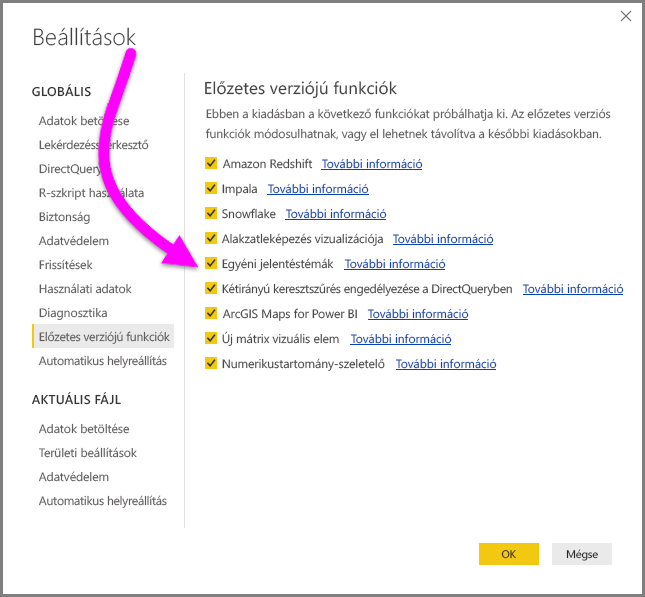 Beállítások
GLOBÁLIS
Adatok betöltése
Lekérdezésszerkesztő
DirectQuery
R-szkript használata
Biztonság
Adatvédelem
Frissítések
Használati adatok
Diagnosztika
Előzetes verziójú funkciók
Automatikus helyreállítás
AKTUÁLIS FÁJL
Adatok betöltése
Területi beállítások
Adatvédelem
Automatikus helyreállítás
Előzetes verziójú funkciók
Ebben a kiadásban a következő funkciókat próbálhatja ki. Az előzetes verziós
funkciók módosulhatnak, vagy el lehetnek távolítva a későbbi kiadásokban.
Amazon Redshift További információ
Impala További információ
Snowflake További információ
Alakzatleképezés vizualizációja További információ
Egyéni jelentéstémák További információ
Kétirányú keresztszűrés engedélyezése a DirectQueryben További információ
ArcGIS Maps for Power BI További információ
Új mátrix vizuális elem További információ
Numerikustartomány-szeletelő További információ
OK
Mégse